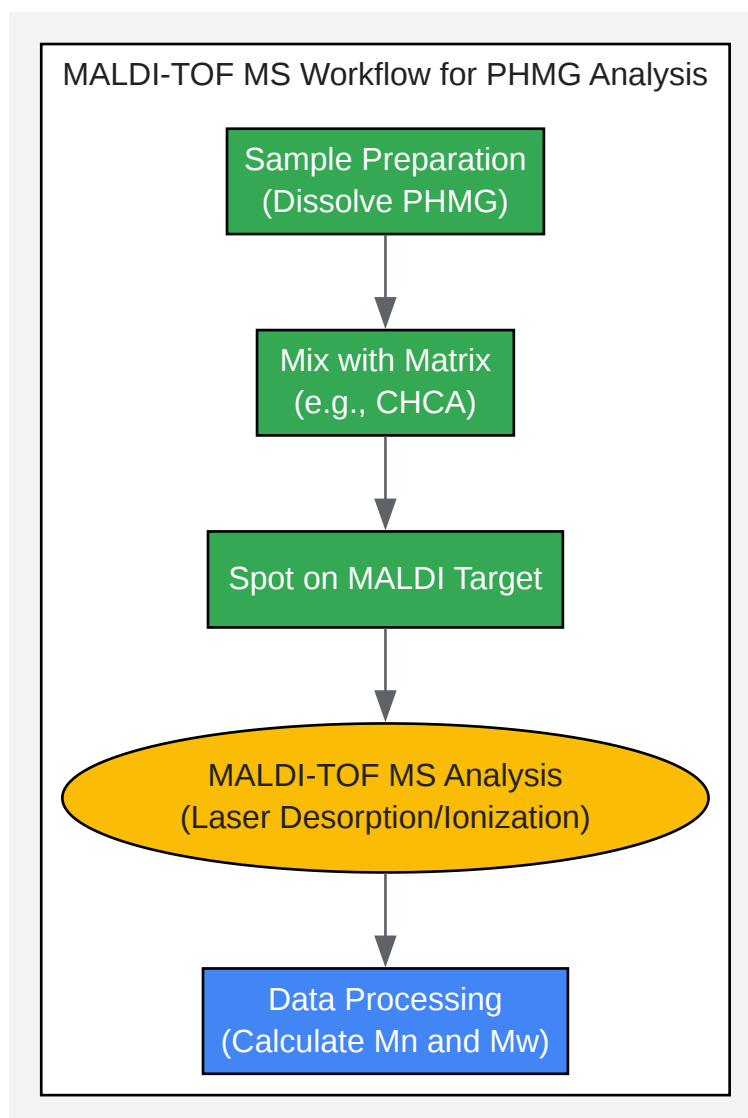 MALDI-TOF MS Workflow for PHMG Analysis
Sample Preparation
(Dissolve PHMG)
Mix with Matrix
(e.g., CHCA)
Spot on MALDI Target
MALDI-TOF MS Analysis
(Laser Desorption/Ionization)
Data Processing
(Calculate Mn and Mw)